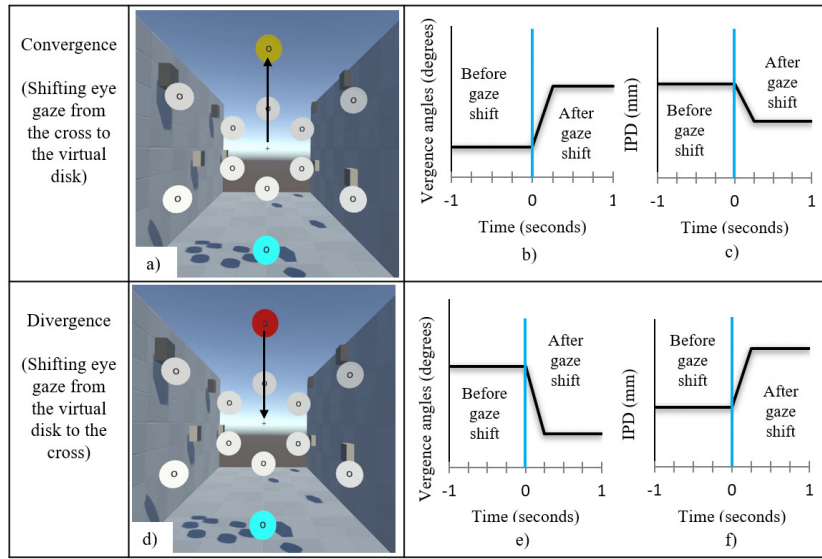 Convergence
(Shifting eye
gaze from
the cross to
the virtual
disk)
o
o
o
o
o
o
o
o
o
o
o
o
a)
Vergence angles (degrees)
Before
gaze
shift
After
gaze
shift
-1
0
1
Time (seconds)
b)
IPD (mm)
Before
gaze
shift
After
gaze
shift
-1
0
1
Time (seconds)
c)
Divergence
(Shifting eye
gaze from
the virtual
disk to the
cross)
o
o
o
o
o
o
o
o
o
o
o
o
d)
Vergence angles (degrees)
Before
gaze
shift
After
gaze
shift
-1
0
1
Time (seconds)
e)
IPD (mm)
Before
gaze
shift
After
gaze
shift
-1
0
1
Time (seconds)
f)